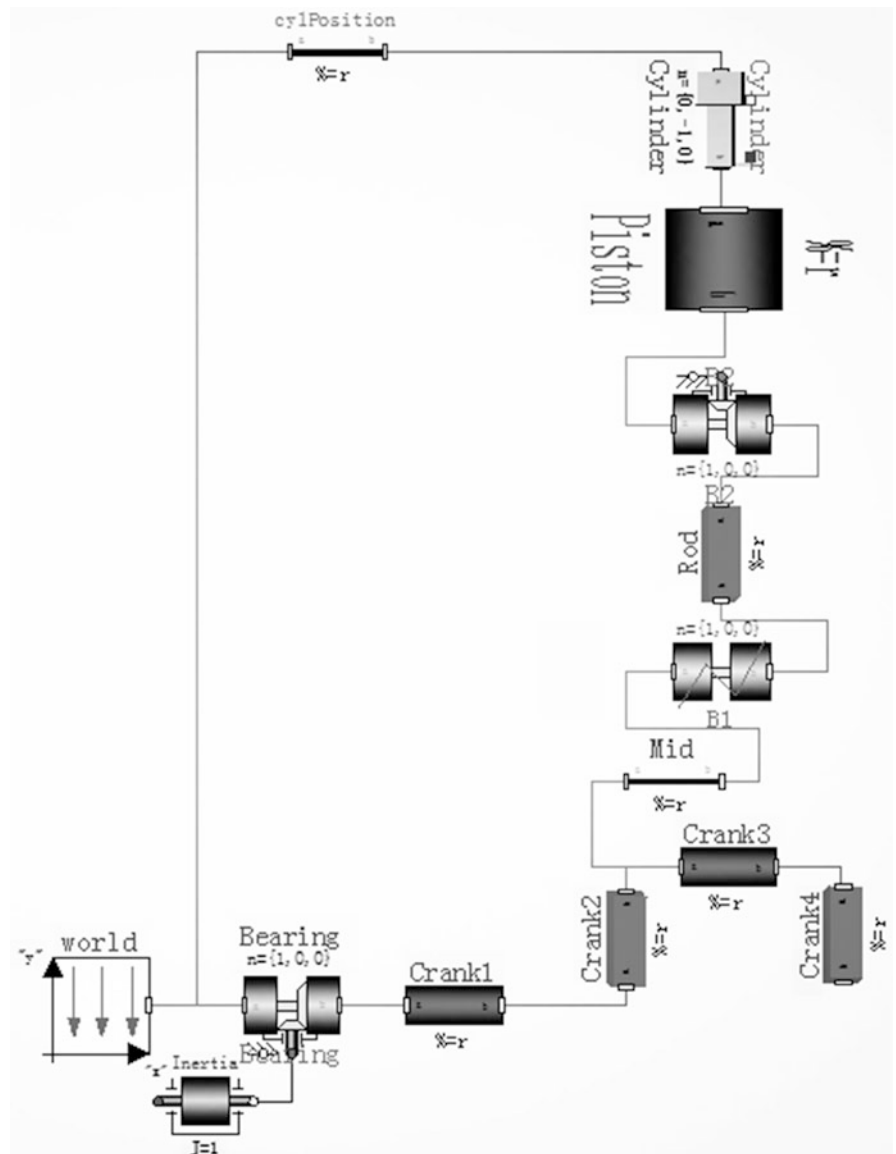 cylPosition
a b
%=r
Cylinder
n={0,-1,0}
Cylinder
Piston
B2
n={1,0,0}
B2
Rod
%=r
n={1,0,0}
B1
Mid
a b
%=r
Crank3
a b
%=r
Crank2
%=r
Crank4
%=r
world
"y"
"x"
Bearing
n={1,0,0}
Bearing
Crank1
a b
%=r
Inertia
J=1